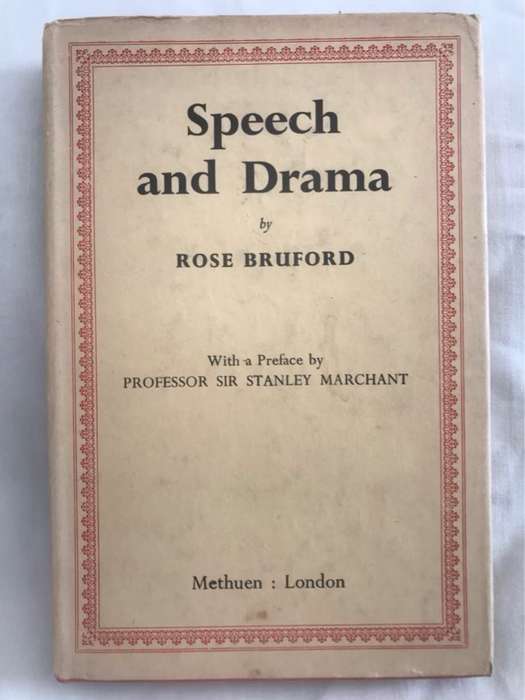 Speech
and Drama
by
ROSE BRUFORD
With a Preface by
PROFESSOR SIR STANLEY MARCHANT
Methuen : London